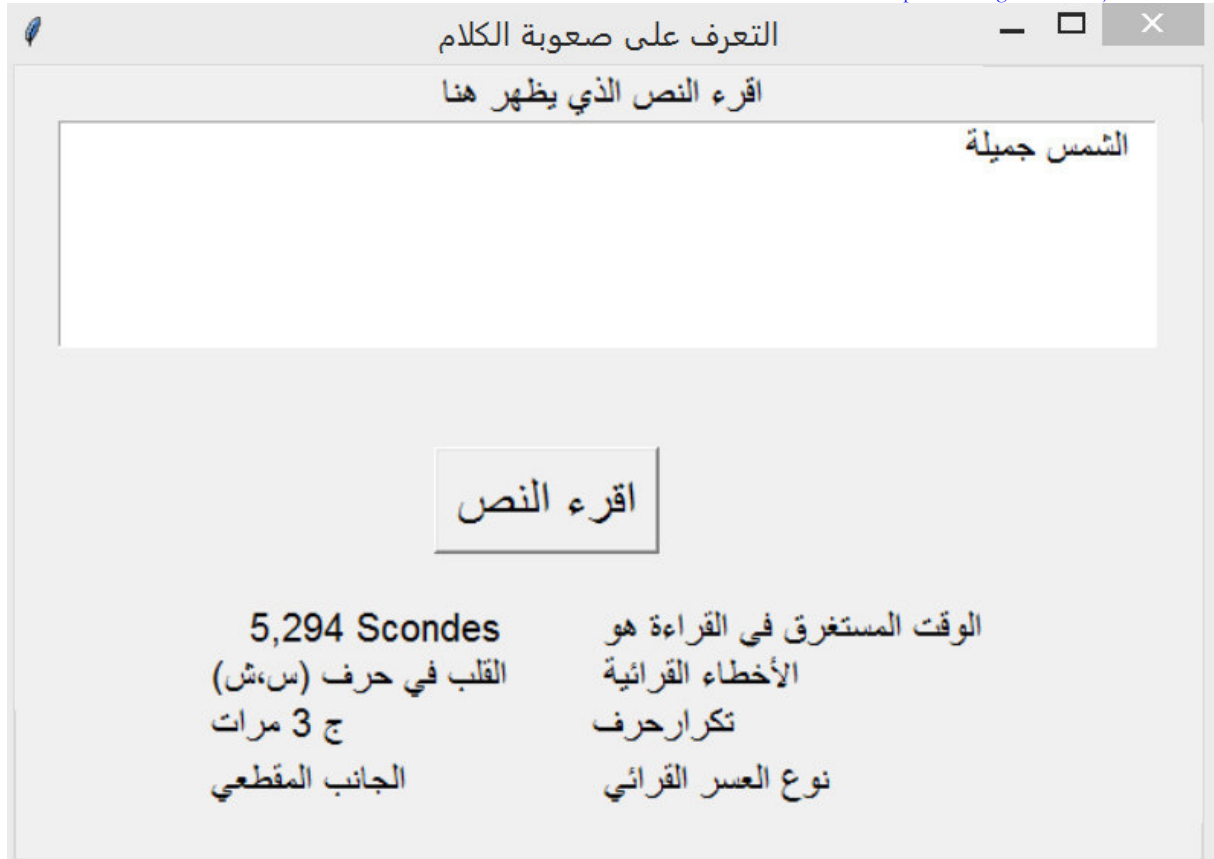 التعرف على صعوبة الكلام
اقرء النص الذي يظهر هنا
الشمس جميلة
اقرء النص
الوقت المستغرق في القراءة هو 5,294 Scondes
الأخطاء القرائية القلب في حرف (س،ش)
تكرارحرف ج 3 مرات
نوع العسر القرائي الجانب المقطعي